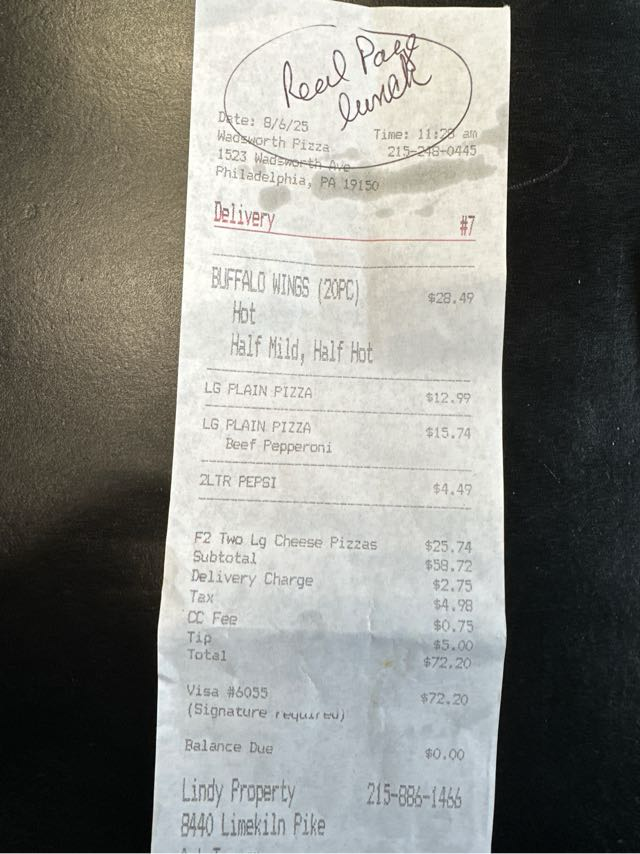 Real Page
lunch
Date: 8/6/25 Time: 11:28 am
Wadsworth Pizza 215-248-0445
1523 Wadsworth Ave
Philadelphia, PA 19150
Delivery #7
BUFFALO WINGS (20PC) $28.49
Hot
Half Mild, Half Hot
LG PLAIN PIZZA $12.99
LG PLAIN PIZZA $15.74
Beef Pepperoni
2LTR PEPSI $4.49
F2 Two Lg Cheese Pizzas $25.74
Subtotal $58.72
Delivery Charge $2.75
Tax $4.98
CC Fee $0.75
Tip $5.00
Total $72.20
Visa #6055 $72.20
(Signature required)
Balance Due $0.00
Lindy Property 215-886-1466
8440 Limekiln Pike